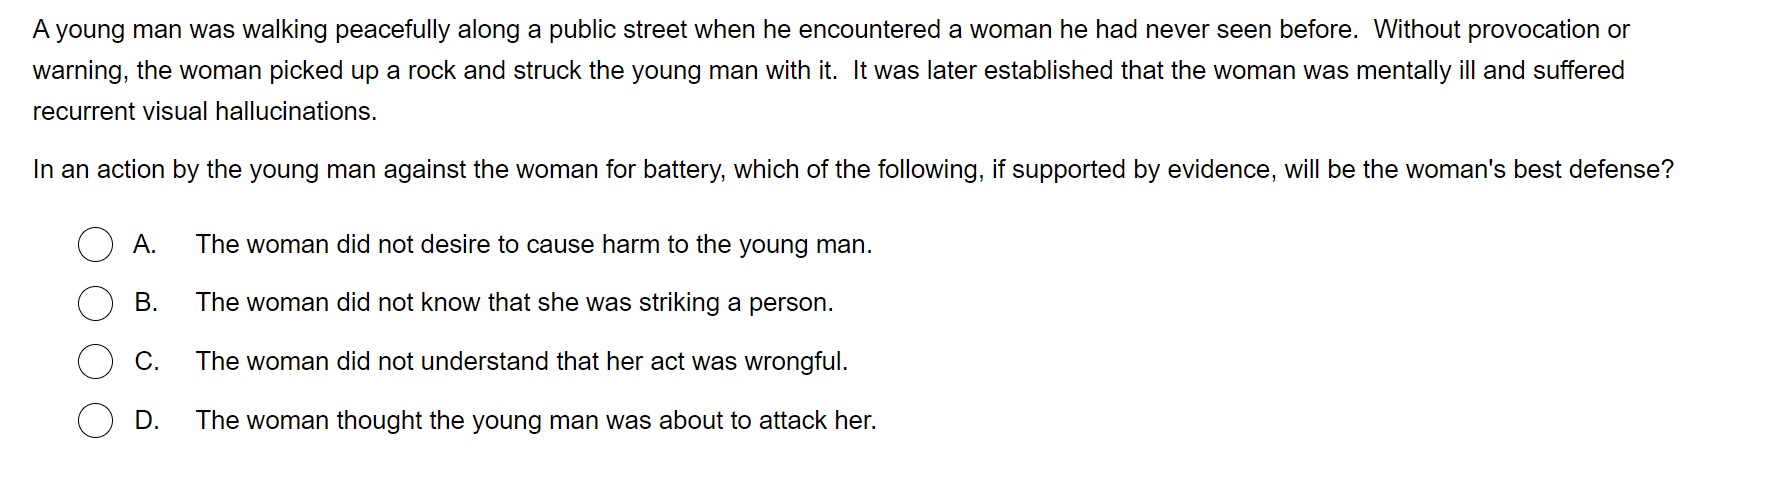 A young man was walking peacefully along a public street when he encountered a woman he had never seen before.  Without provocation or
warning, the woman picked up a rock and struck the young man with it.  It was later established that the woman was mentally ill and suffered
recurrent visual hallucinations.
In an action by the young man against the woman for battery, which of the following, if supported by evidence, will be the woman's best defense?
A. The woman did not desire to cause harm to the young man.
B. The woman did not know that she was striking a person.
C. The woman did not understand that her act was wrongful.
D. The woman thought the young man was about to attack her.